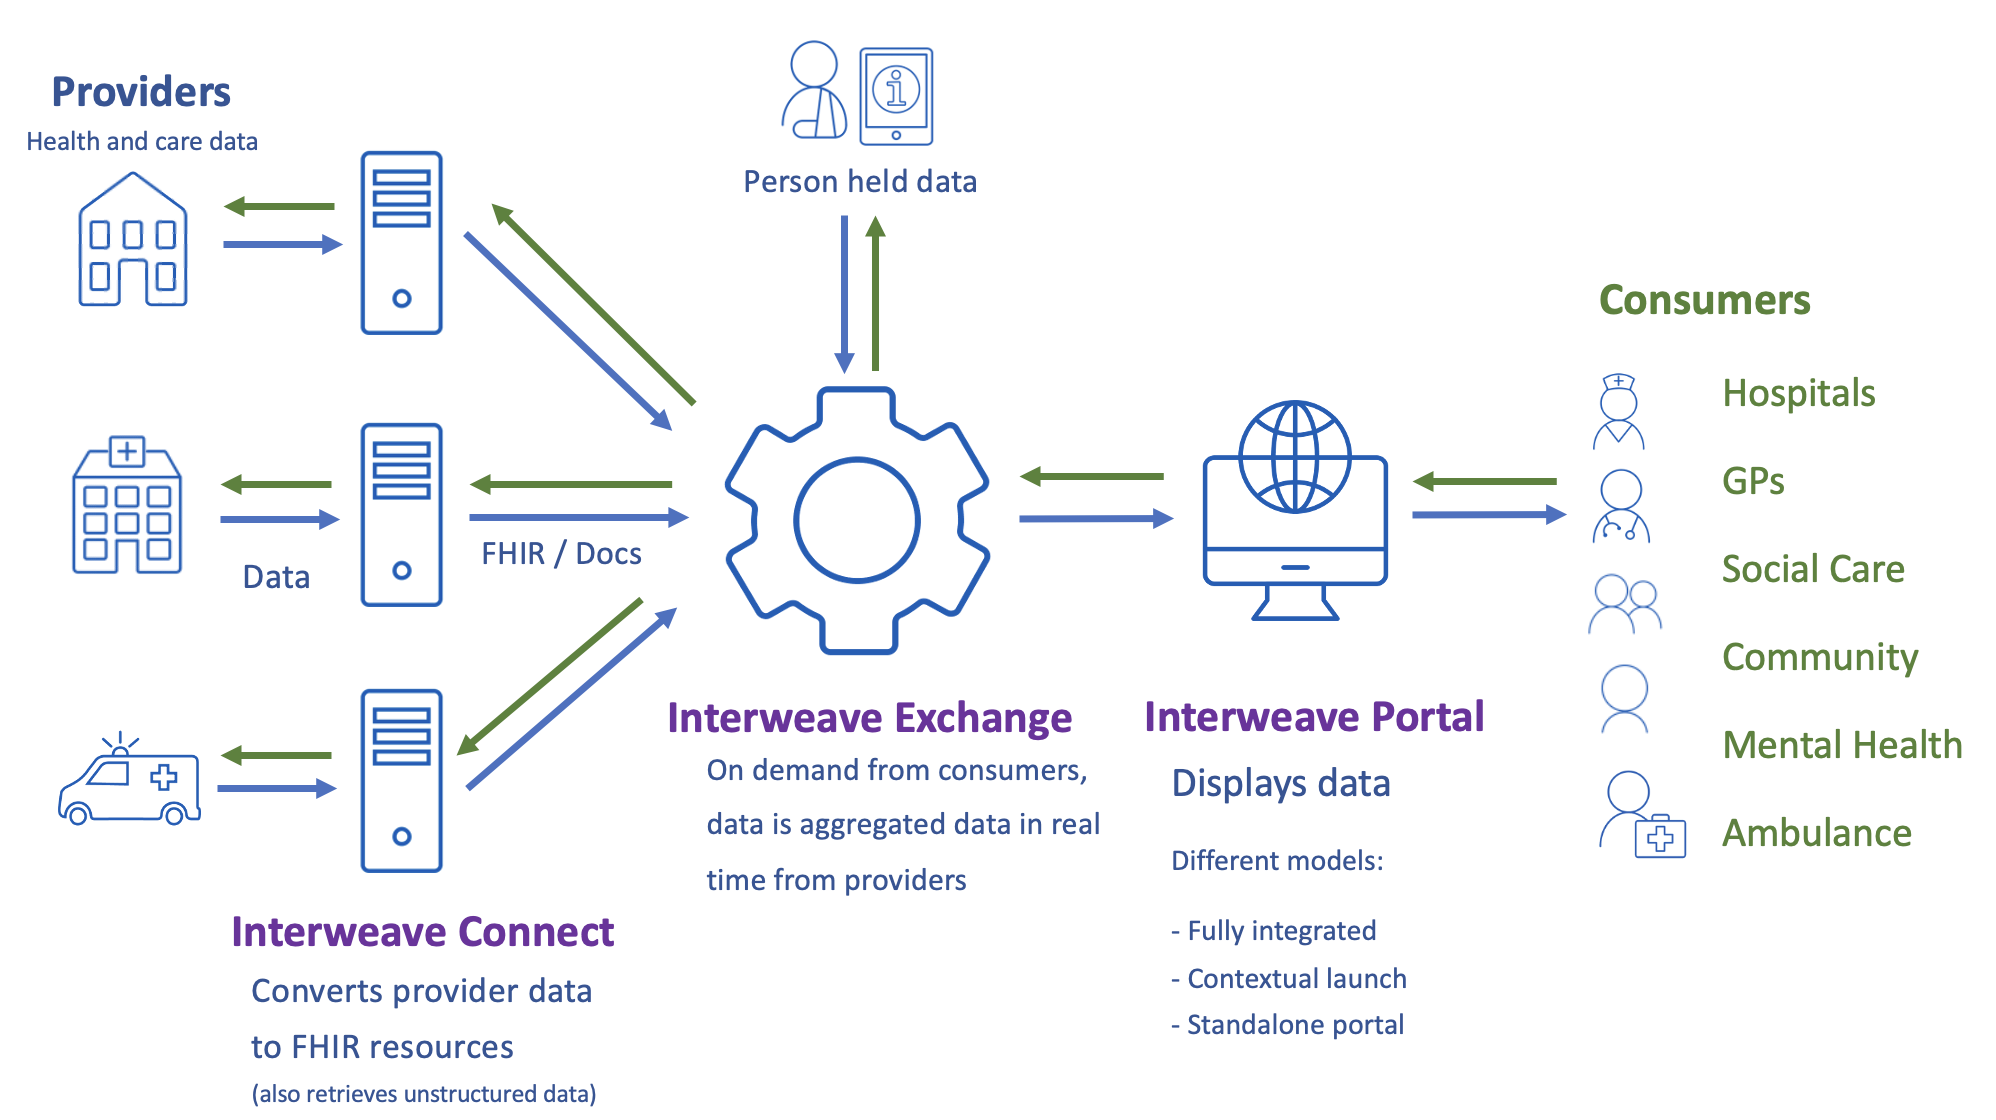 Providers
Health and care data
Person held data
Data
FHIR / Docs
Interweave Connect
Converts provider data
to FHIR resources
(also retrieves unstructured data)
Interweave Exchange
On demand from consumers,
data is aggregated data in real
time from providers
Interweave Portal
Displays data
Different models:
- Fully integrated
- Contextual launch
- Standalone portal
Consumers
Hospitals
GPs
Social Care
Community
Mental Health
Ambulance